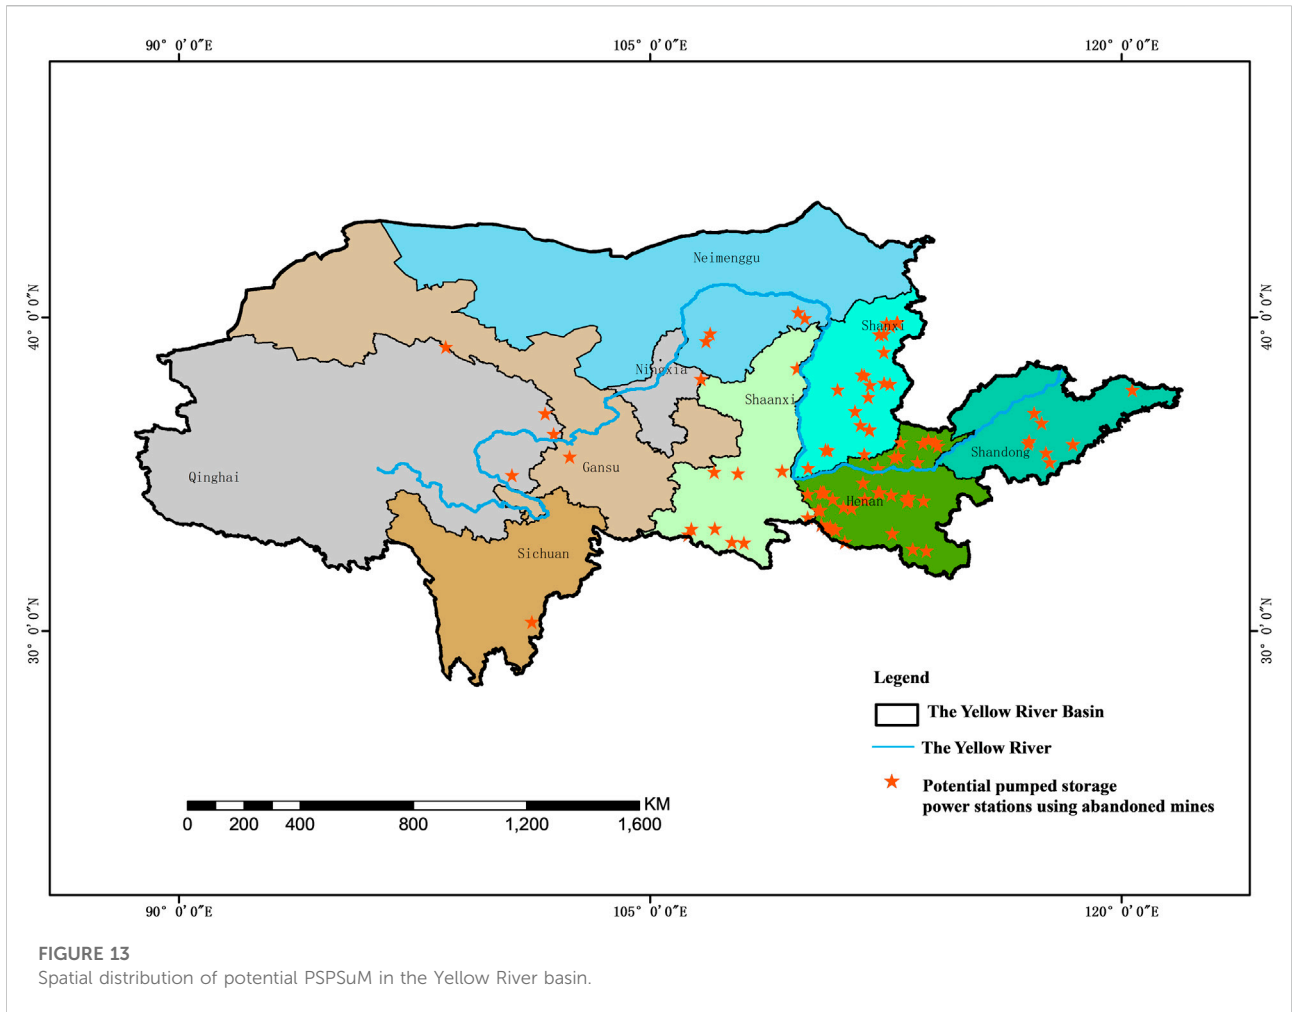 90° 0′0″E 105° 0′0″E 120° 0′0″E
40° 0′0″N
40° 0′0″N
Neimenggu
Shanxi
Ningxia
Shaanxi
Qinghai
Gansu
Shandong
Henan
Sichuan
30° 0′0″N
30° 0′0″N
Legend
The Yellow River Basin
The Yellow River
Potential pumped storage
power stations using abandoned mines
KM
0 200 400 800 1,200 1,600
90° 0′0″E 105° 0′0″E 120° 0′0″E
FIGURE 13
Spatial distribution of potential PSPSuM in the Yellow River basin.